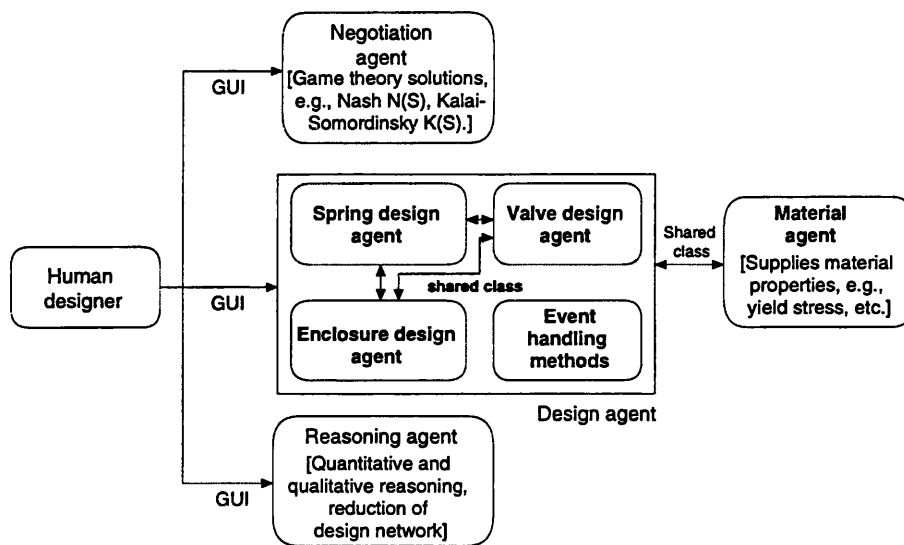 Negotiation
agent
[Game theory solutions,
e.g., Nash N(S), Kalai-
Somordinsky K(S).]
GUI
Spring design
agent
Valve design
agent
shared class
Enclosure design
agent
Event
handling
methods
Design agent
Shared
class
Material
agent
[Supplies material
properties, e.g.,
yield stress, etc.]
Human
designer
GUI
Reasoning agent
[Quantitative and
qualitative reasoning,
reduction of
design network]
GUI